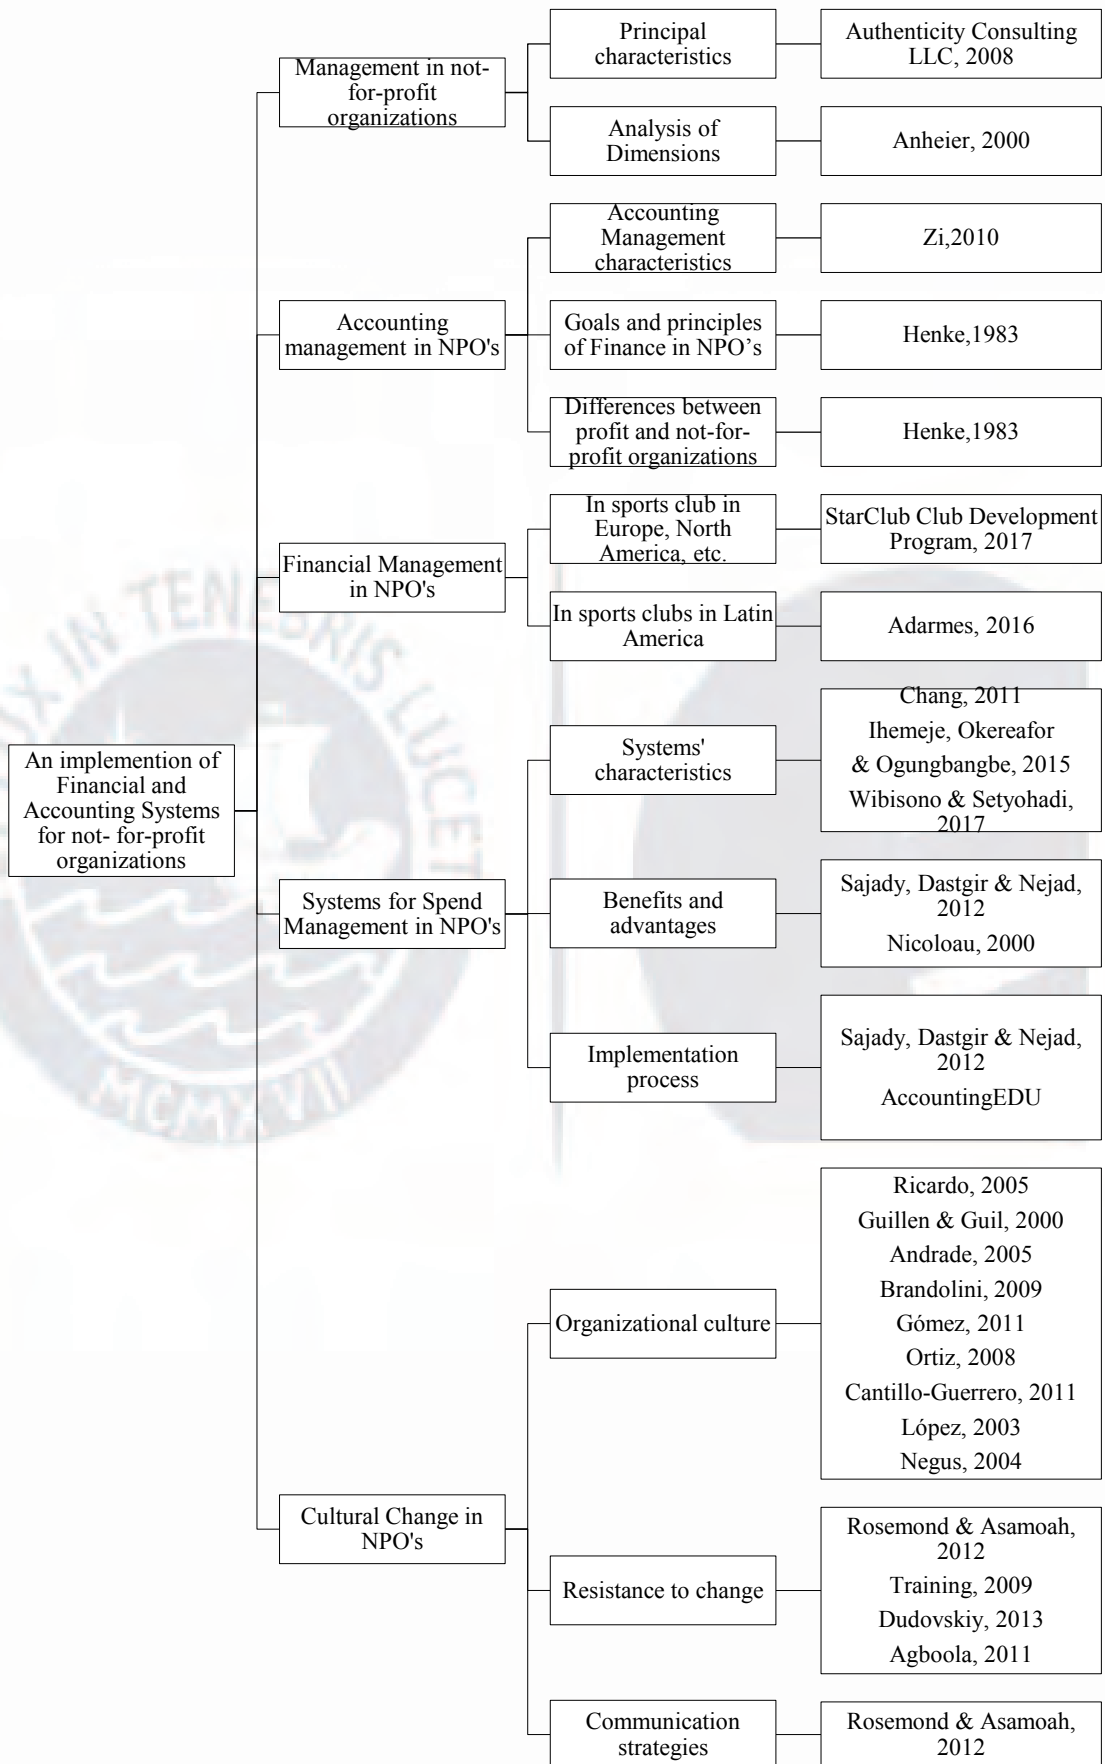 Principal
characteristics
Authenticity Consulting
LLC, 2008
Management in not-
for-profit
organizations
Analysis of
Dimensions
Anheier, 2000
Accounting
Management
characteristics
Zi,2010
Accounting
management in NPO's
Goals and principles
of Finance in NPO’s
Henke,1983
Differences between
profit and not-for-
profit organizations
Henke,1983
Financial Management
in NPO's
In sports club in
Europe, North
America, etc.
StarClub Club Development
Program, 2017
In sports clubs in Latin
America
Adarmes, 2016
An implemention of
Financial and
Accounting Systems
for not- for-profit
organizations
Systems for Spend
Management in NPO's
Systems'
characteristics
Chang, 2011
Ihemeje, Okereafor
& Ogungbangbe, 2015
Wibisono & Setyohadi,
2017
Benefits and
advantages
Sajady, Dastgir & Nejad,
2012
Nicoloau, 2000
Implementation
process
Sajady, Dastgir & Nejad,
2012
AccountingEDU
Cultural Change in
NPO's
Organizational culture
Ricardo, 2005
Guillen & Guil, 2000
Andrade, 2005
Brandolini, 2009
Gómez, 2011
Ortiz, 2008
Cantillo-Guerrero, 2011
López, 2003
Negus, 2004
Resistance to change
Rosemond & Asamoah,
2012
Training, 2009
Dudovskiy, 2013
Agboola, 2011
Communication
strategies
Rosemond & Asamoah,
2012
UX IN TENEBRIS LUCET
MCMXVII